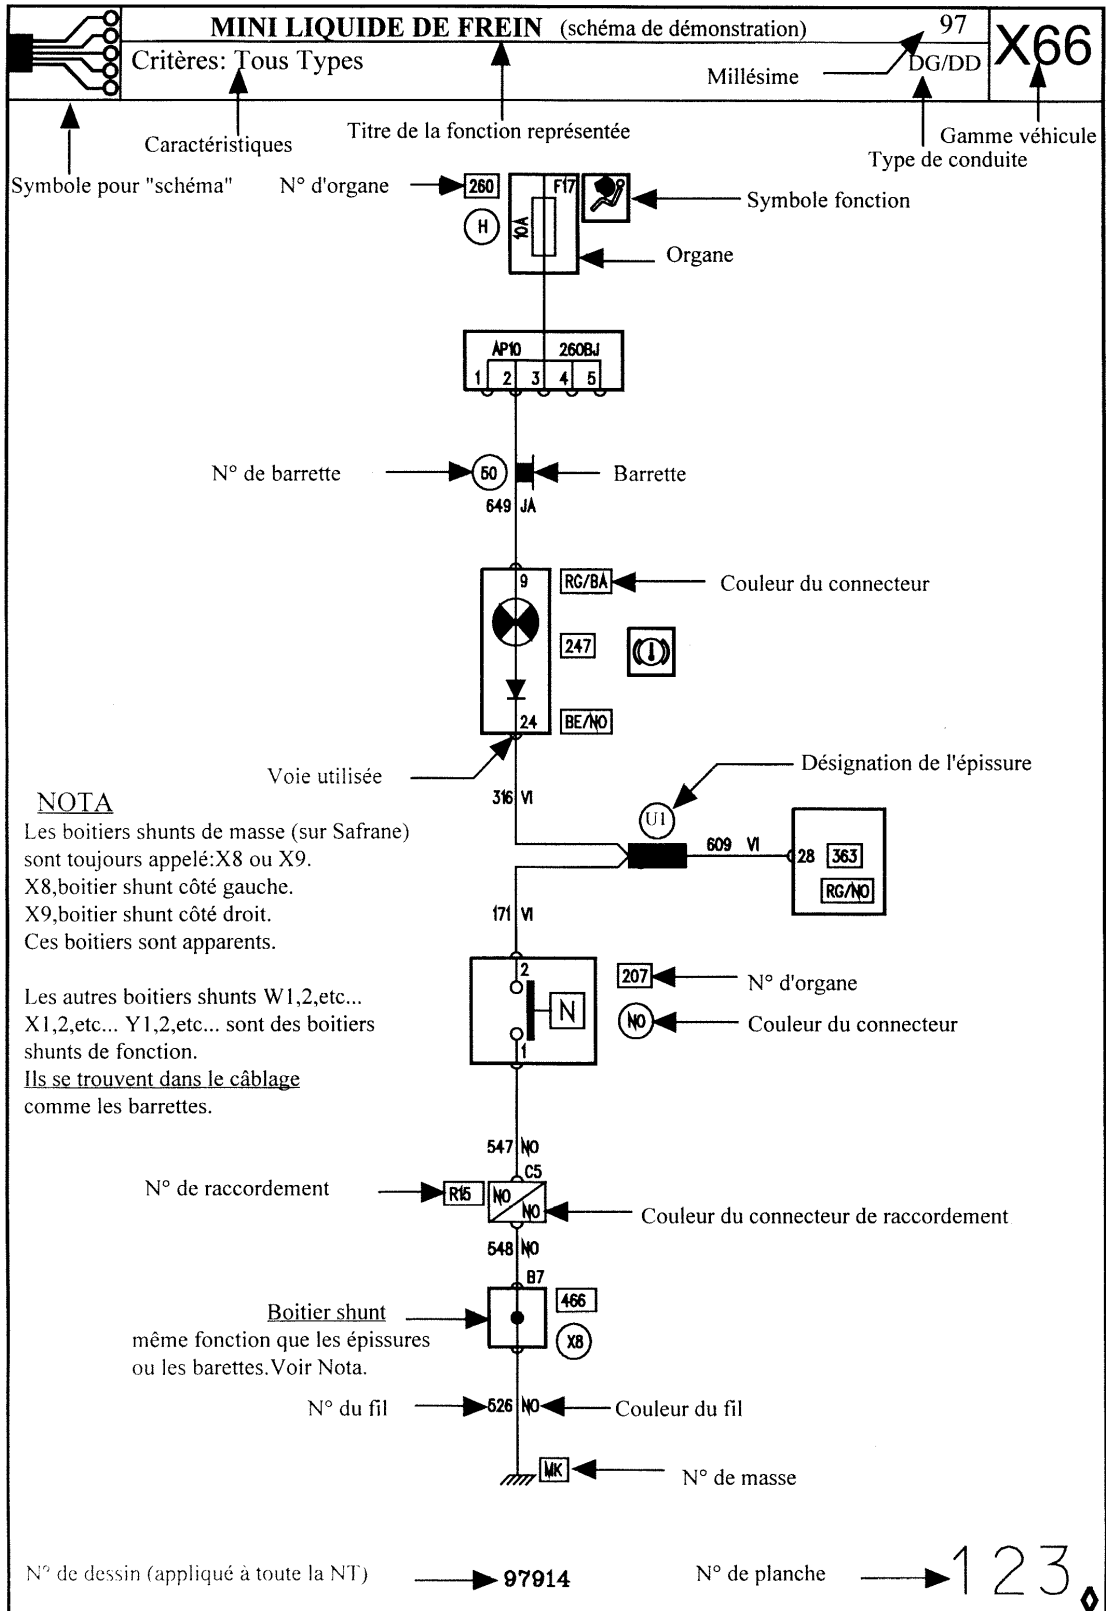 MINI LIQUIDE DE FREIN (schéma de démonstration)
97
X66
Critères: Tous Types
Millésime
DG/DD
Titre de la fonction représentée
Caractéristiques
Gamme véhicule
Type de conduite
Symbole pour "schéma"
N° d'organe
260
F17
Symbole fonction
H
10A
Organe
AP10 260BJ
1 2 3 4 5
N° de barrette
50
Barrette
649 JA
9
RG/BA
Couleur du connecteur
247
24
BE/NO
Voie utilisée
Désignation de l'épissure
316 VI
U1
NOTA
Les boitiers shunts de masse (sur Safrane)
sont toujours appelé:X8 ou X9.
X8,boitier shunt côté gauche.
X9,boitier shunt côté droit.
Ces boitiers sont apparents.
609 VI
28
363
RG/NO
171 VI
2
207
N° d'organe
N
NO
Couleur du connecteur
1
Les autres boitiers shunts W1,2,etc...
X1,2,etc... Y1,2,etc... sont des boitiers
shunts de fonction.
Ils se trouvent dans le câblage
comme les barrettes.
547 NO
C5
N° de raccordement
R15
NO
NO
Couleur du connecteur de raccordement
548 NO
B7
466
Boitier shunt
même fonction que les épissures
ou les barettes.Voir Nota.
X8
N° du fil
526 NO
Couleur du fil
MK
N° de masse
N° de dessin (appliqué à toute la NT)
97914
N° de planche
123